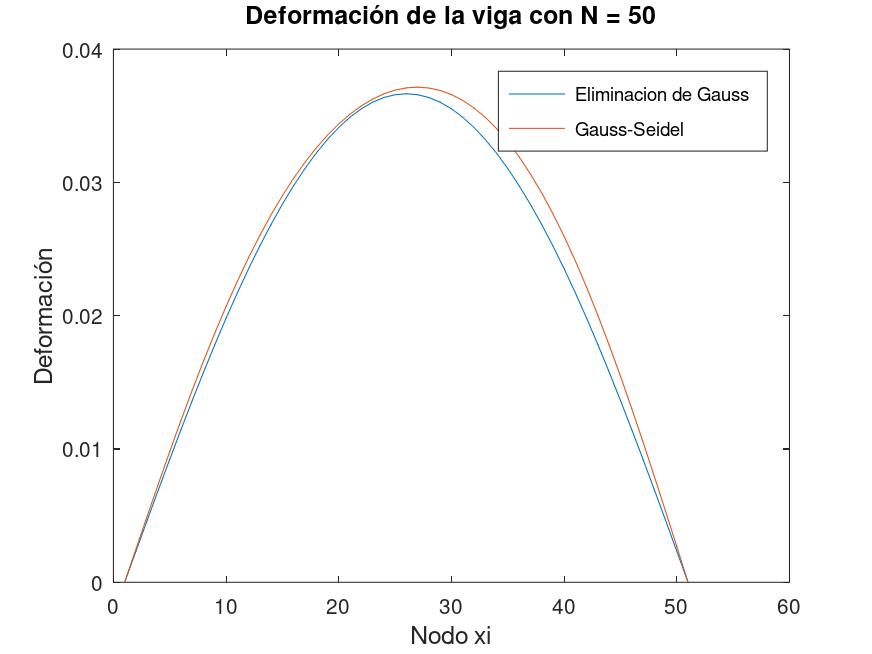 Deformación de la viga con N = 50
0.04
0.03
0.02
0.01
0
Deformación
Eliminacion de Gauss
Gauss-Seidel
0 10 20 30 40 50 60
Nodo xi